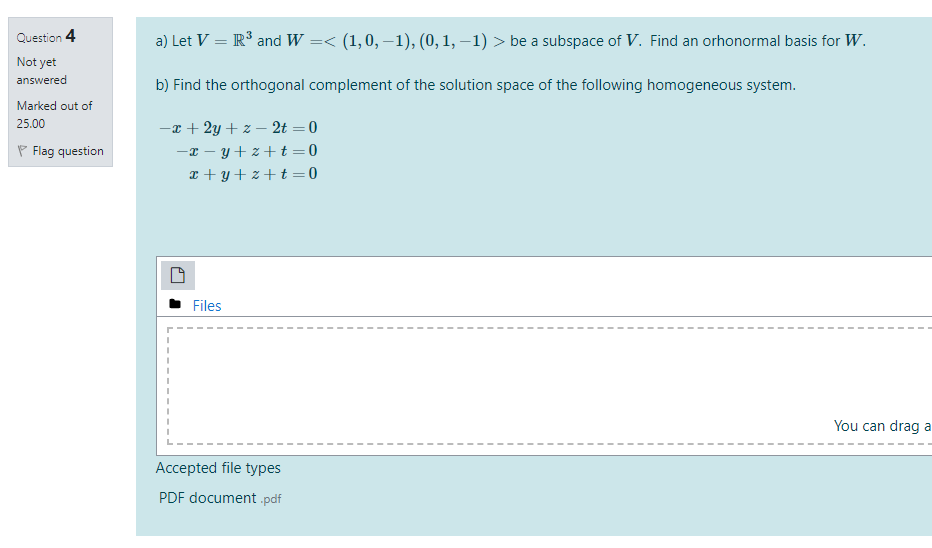 Question 4
Not yet
answered
Marked out of
25.00
Flag question
a) Let V = ℝ³ and W =< (1, 0, −1), (0, 1, −1) > be a subspace of V. Find an orhonormal basis for W.
b) Find the orthogonal complement of the solution space of the following homogeneous system.
−x + 2y + z − 2t = 0
−x − y + z + t = 0
x + y + z + t = 0
Files
You can drag a
Accepted file types
PDF document .pdf